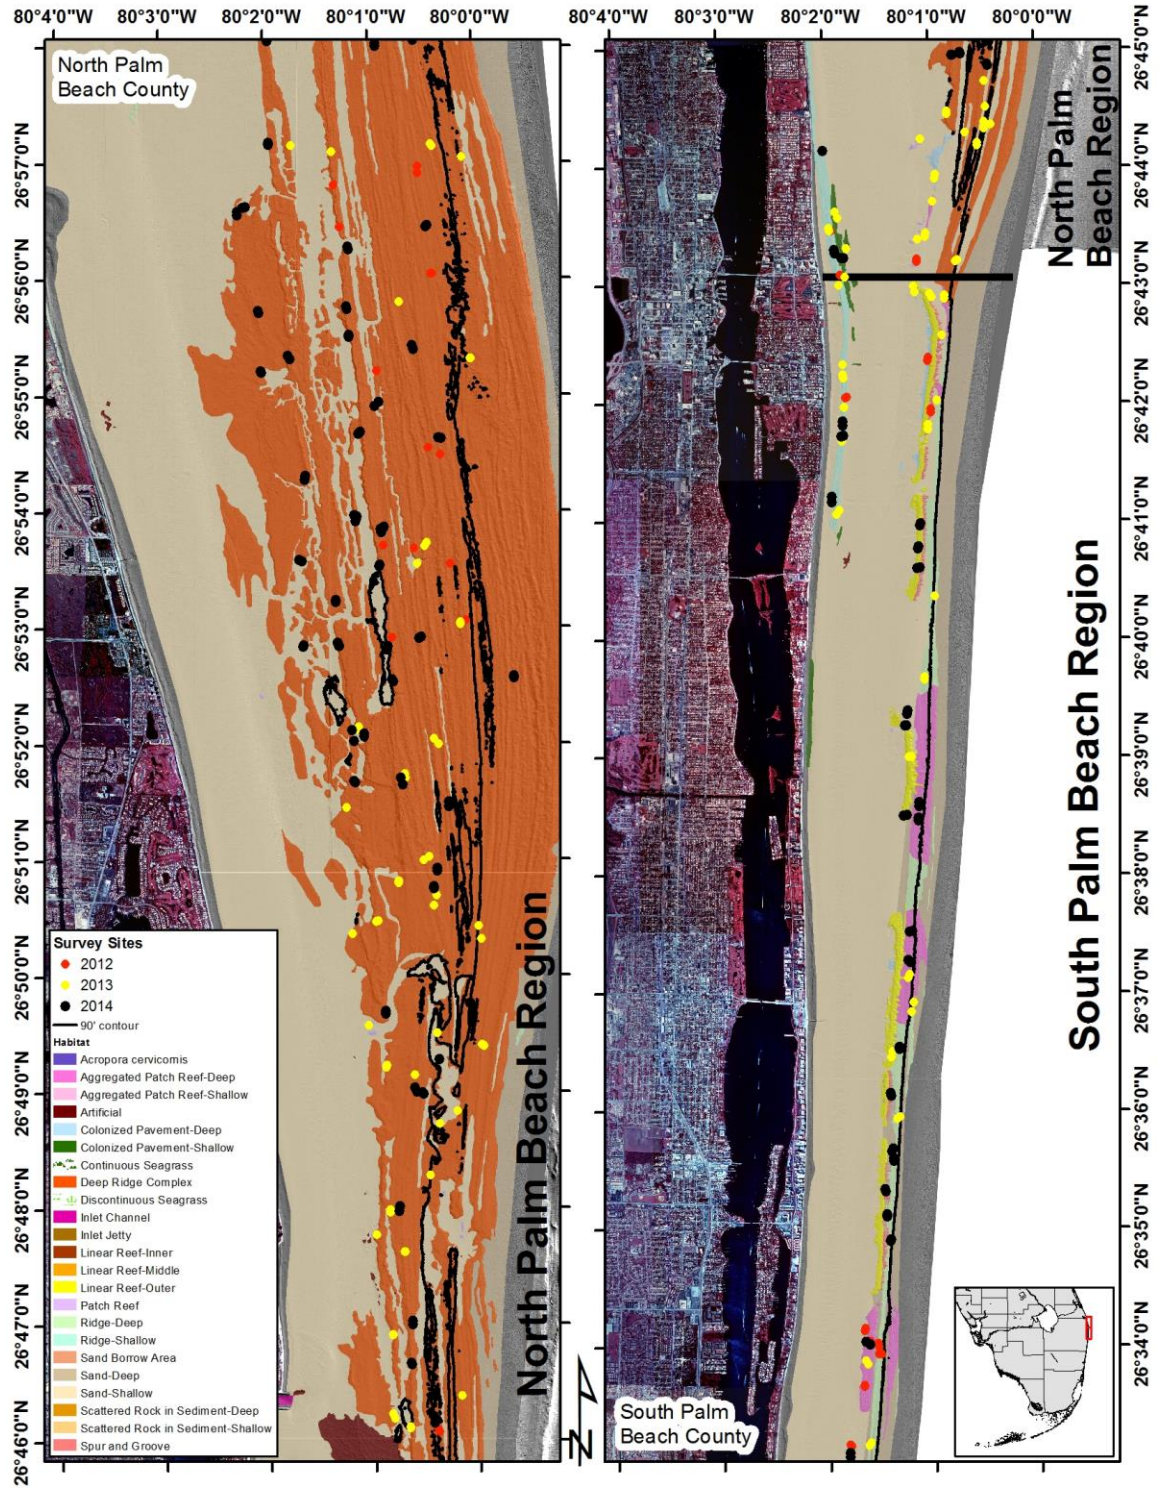 80°4'0"W 80°3'0"W 80°2'0"W 80°1'0"W 80°0'0"W
80°4'0"W 80°3'0"W 80°2'0"W 80°1'0"W 80°0'0"W
North Palm
Beach County
26°57'0"N
26°56'0"N
26°55'0"N
26°54'0"N
26°53'0"N
26°52'0"N
26°51'0"N
26°50'0"N
26°49'0"N
26°48'0"N
26°47'0"N
26°46'0"N
North Palm Beach Region
Survey Sites
2012
2013
2014
90' contour
Habitat
Acropora cervicornis
Aggregated Patch Reef-Deep
Aggregated Patch Reef-Shallow
Artificial
Colonized Pavement-Deep
Colonized Pavement-Shallow
Continuous Seagrass
Deep Ridge Complex
Discontinuous Seagrass
Inlet Channel
Inlet Jetty
Linear Reef-Inner
Linear Reef-Middle
Linear Reef-Outer
Patch Reef
Ridge-Deep
Ridge-Shallow
Sand Borrow Area
Sand-Deep
Sand-Shallow
Scattered Rock in Sediment-Deep
Scattered Rock in Sediment-Shallow
Spur and Groove
N
North Palm
Beach Region
South Palm Beach Region
South Palm
Beach County
26°45'0"N
26°44'0"N
26°43'0"N
26°42'0"N
26°41'0"N
26°40'0"N
26°39'0"N
26°38'0"N
26°37'0"N
26°36'0"N
26°35'0"N
26°34'0"N